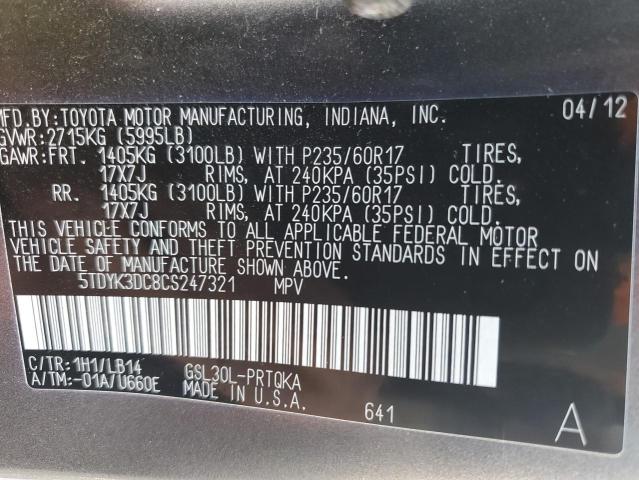 MFD.BY:TOYOTA MOTOR MANUFACTURING, INDIANA, INC. 04/12
GVWR:2715KG (5995LB)
GAWR:FRT. 1405KG (3100LB) WITH P235/60R17 TIRES,
17X7J RIMS, AT 240KPA (35PSI) COLD.
RR. 1405KG (3100LB) WITH P235/60R17 TIRES,
17X7J RIMS, AT 240KPA (35PSI) COLD.
THIS VEHICLE CONFORMS TO ALL APPLICABLE FEDERAL MOTOR
VEHICLE SAFETY AND THEFT PREVENTION STANDARDS IN EFFECT ON
THE DATE OF MANUFACTURE SHOWN ABOVE.
5TDYK3DC8CS247321 MPV
C/TR:1H1/LB14 GSL30L-PRTQKA
A/TM:-01A/U660E MADE IN U.S.A.
641 A